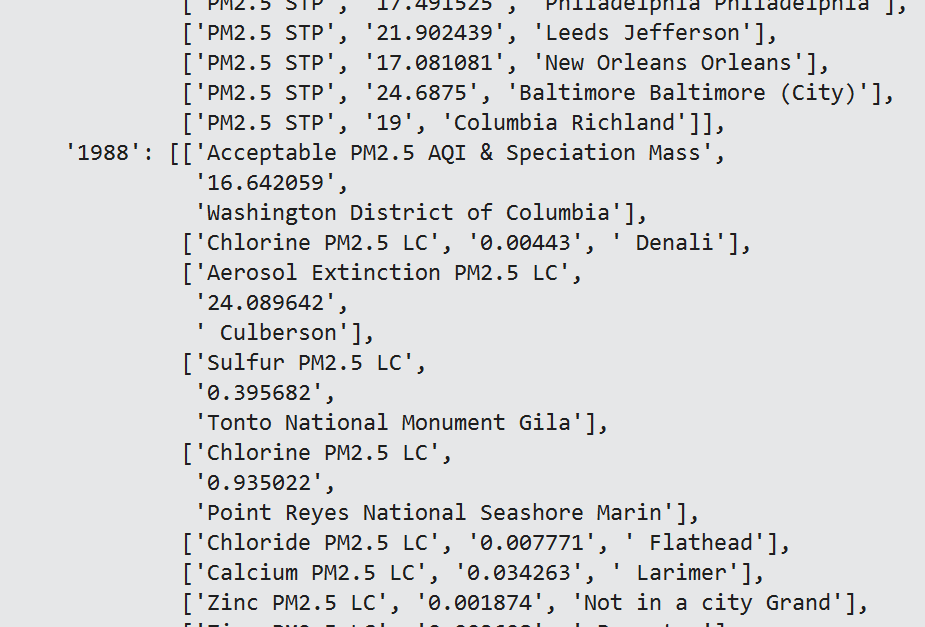 ['PM2.5 STP', '17.491525', 'Philadelphia Philadelphia'],
['PM2.5 STP', '21.902439', 'Leeds Jefferson'],
['PM2.5 STP', '17.081081', 'New Orleans Orleans'],
['PM2.5 STP', '24.6875', 'Baltimore Baltimore (City)'],
['PM2.5 STP', '19', 'Columbia Richland']],
'1988': [['Acceptable PM2.5 AQI & Speciation Mass',
'16.642059',
'Washington District of Columbia'],
['Chlorine PM2.5 LC', '0.00443', ' Denali'],
['Aerosol Extinction PM2.5 LC',
'24.089642',
' Culberson'],
['Sulfur PM2.5 LC',
'0.395682',
'Tonto National Monument Gila'],
['Chlorine PM2.5 LC',
'0.935022',
'Point Reyes National Seashore Marin'],
['Chloride PM2.5 LC', '0.007771', ' Flathead'],
['Calcium PM2.5 LC', '0.034263', ' Larimer'],
['Zinc PM2.5 LC', '0.001874', 'Not in a city Grand'],